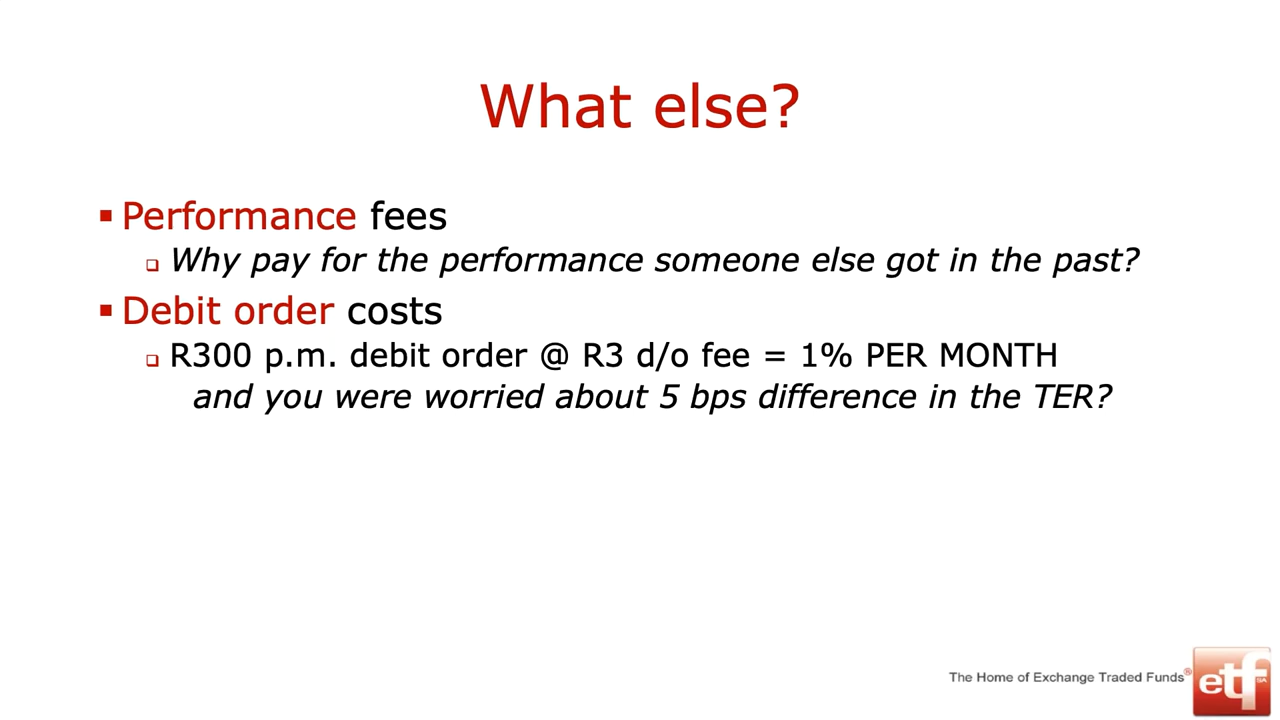 What else?
Performance fees
Why pay for the performance someone else got in the past?
Debit order costs
R300 p.m. debit order @ R3 d/o fee = 1% PER MONTH
and you were worried about 5 bps difference in the TER?
The Home of Exchange Traded Funds®
etfSA